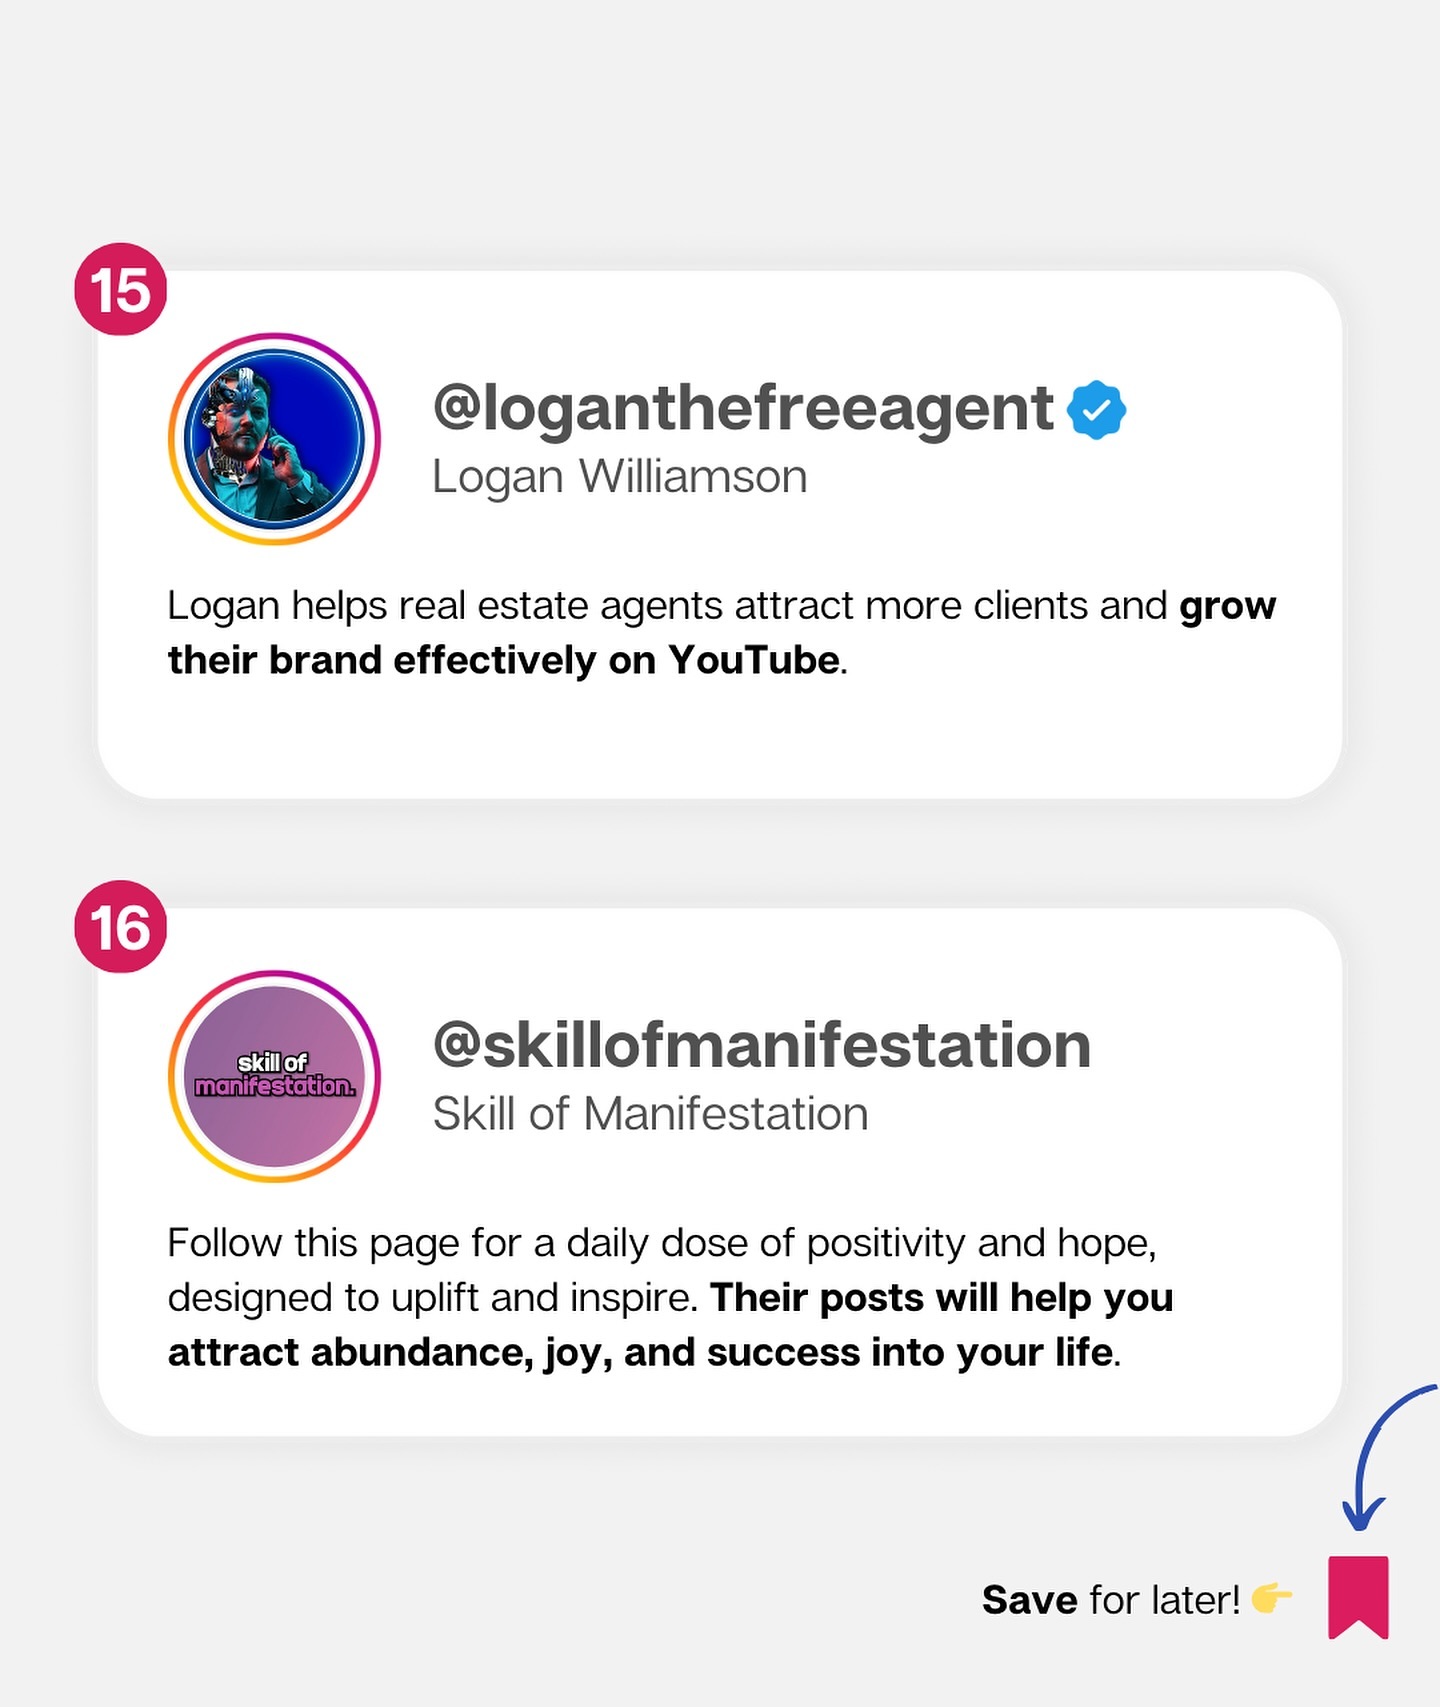 15
@loganthefreeagent
Logan Williamson
Logan helps real estate agents attract more clients and grow
their brand effectively on YouTube.
16
skill of
manifestation.
@skillofmanifestation
Skill of Manifestation
Follow this page for a daily dose of positivity and hope,
designed to uplift and inspire. Their posts will help you
attract abundance, joy, and success into your life.
Save for later! 👉